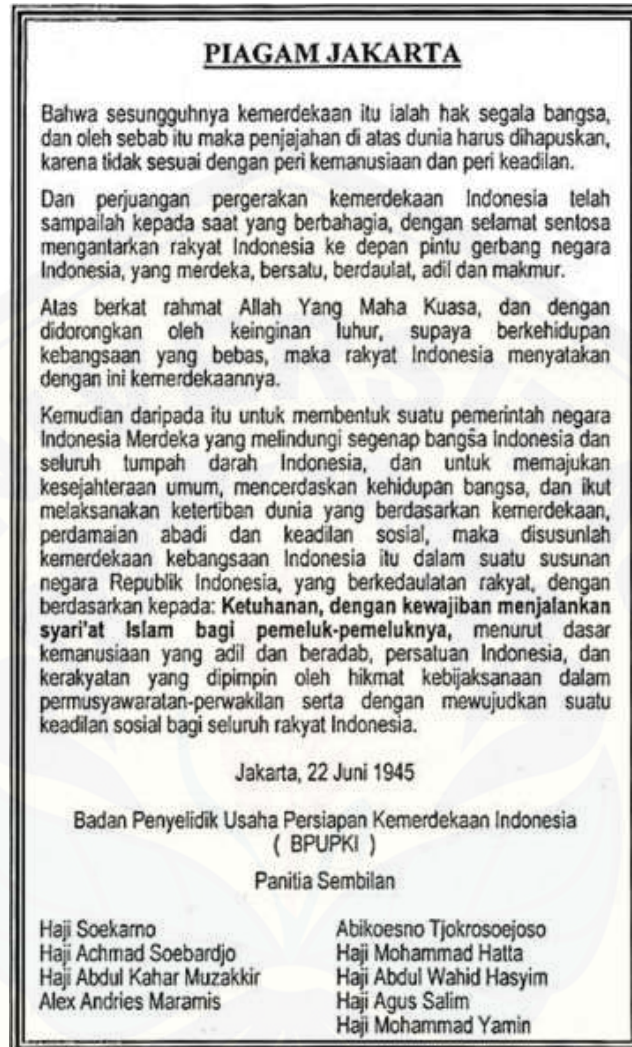 PIAGAM JAKARTA
Bahwa sesungguhnya kemerdekaan itu ialah hak segala bangsa,
dan oleh sebab itu maka penjajahan di atas dunia harus dihapuskan,
karena tidak sesuai dengan peri kemanusiaan dan peri keadilan.
Dan perjuangan pergerakan kemerdekaan Indonesia telah
sampailah kepada saat yang berbahagia, dengan selamat sentosa
mengantarkan rakyat Indonesia ke depan pintu gerbang negara
Indonesia, yang merdeka, bersatu, berdaulat, adil dan makmur.
Atas berkat rahmat Allah Yang Maha Kuasa, dan dengan
didorongkan oleh keinginan luhur, supaya berkehidupan
kebangsaan yang bebas, maka rakyat Indonesia menyatakan
dengan ini kemerdekaannya.
Kemudian daripada itu untuk membentuk suatu pemerintah negara
Indonesia Merdeka yang melindungi segenap bangsa Indonesia dan
seluruh tumpah darah Indonesia, dan untuk memajukan
kesejahteraan umum, mencerdaskan kehidupan bangsa, dan ikut
melaksanakan ketertiban dunia yang berdasarkan kemerdekaan,
perdamaian abadi dan keadilan sosial, maka disusunlah
kemerdekaan kebangsaan Indonesia itu dalam suatu susunan
negara Republik Indonesia, yang berkedaulatan rakyat, dengan
berdasarkan kepada: Ketuhanan, dengan kewajiban menjalankan
syari'at Islam bagi pemeluk-pemeluknya, menurut dasar
kemanusiaan yang adil dan beradab, persatuan Indonesia, dan
kerakyatan yang dipimpin oleh hikmat kebijaksanaan dalam
permusyawaratan-perwakilan serta dengan mewujudkan suatu
keadilan sosial bagi seluruh rakyat Indonesia.
Jakarta, 22 Juni 1945
Badan Penyelidik Usaha Persiapan Kemerdekaan Indonesia
( BPUPKI )
Panitia Sembilan
Haji Soekarno
Haji Achmad Soebardjo
Haji Abdul Kahar Muzakkir
Alex Andries Maramis
Abikoesno Tjokrosoejoso
Haji Mohammad Hatta
Haji Abdul Wahid Hasyim
Haji Agus Salim
Haji Mohammad Yamin